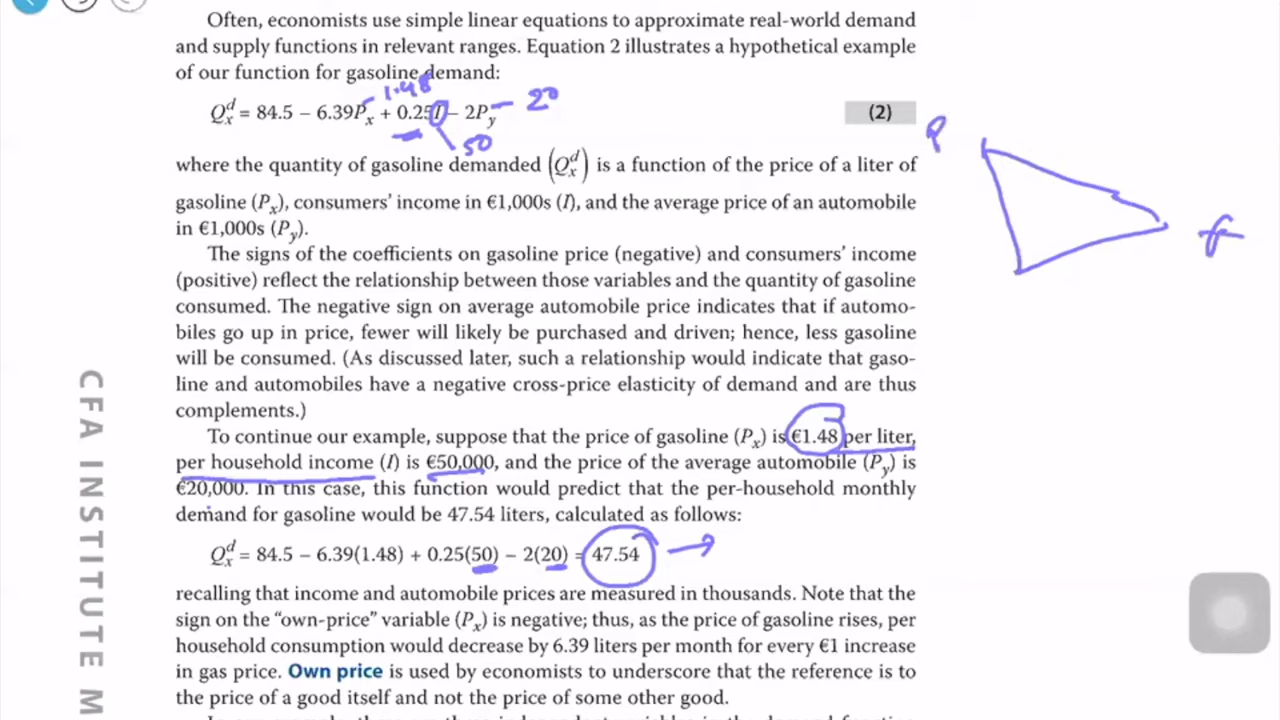 Often, economists use simple linear equations to approximate real-world demand
and supply functions in relevant ranges. Equation 2 illustrates a hypothetical example
of our function for gasoline demand:
1.48
20
Qxd = 84.5 − 6.39Px + 0.25I − 2Py (2)
50
where the quantity of gasoline demanded (Qxd) is a function of the price of a liter of
gasoline (Px), consumers’ income in €1,000s (I), and the average price of an automobile
in €1,000s (Py).
The signs of the coefficients on gasoline price (negative) and consumers’ income
(positive) reflect the relationship between those variables and the quantity of gasoline
consumed. The negative sign on average automobile price indicates that if automo-
biles go up in price, fewer will likely be purchased and driven; hence, less gasoline
will be consumed. (As discussed later, such a relationship would indicate that gaso-
line and automobiles have a negative cross-price elasticity of demand and are thus
complements.)
To continue our example, suppose that the price of gasoline (Px) is €1.48 per liter,
per household income (I) is €50,000, and the price of the average automobile (Py) is
€20,000. In this case, this function would predict that the per-household monthly
demand for gasoline would be 47.54 liters, calculated as follows:
Qxd = 84.5 − 6.39(1.48) + 0.25(50) − 2(20) = 47.54
recalling that income and automobile prices are measured in thousands. Note that the
sign on the “own-price” variable (Px) is negative; thus, as the price of gasoline rises, per
household consumption would decrease by 6.39 liters per month for every €1 increase
in gas price. Own price is used by economists to underscore that the reference is to
the price of a good itself and not the price of some other good.
CFA INSTITUTE M